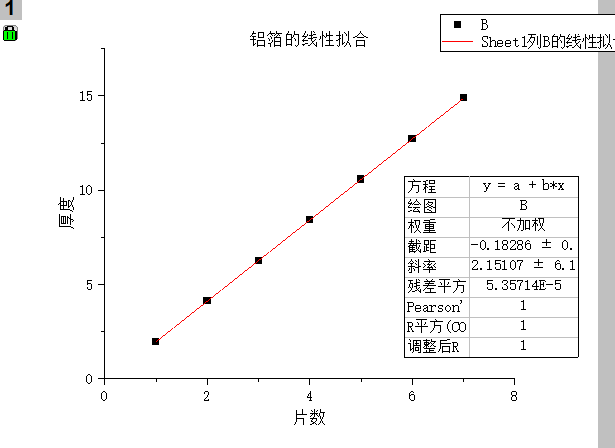 1
B
Sheet1列B的线性拟
铝箔的线性拟合
15
10
5
0
厚度
0 2 4 6 8
片数
方程 y = a + b*x
绘图 B
权重 不加权
截距 -0.18286 ± 0.
斜率 2.15107 ± 6.1
残差平方 5.35714E-5
Pearson' 1
R平方(CO 1
调整后R 1